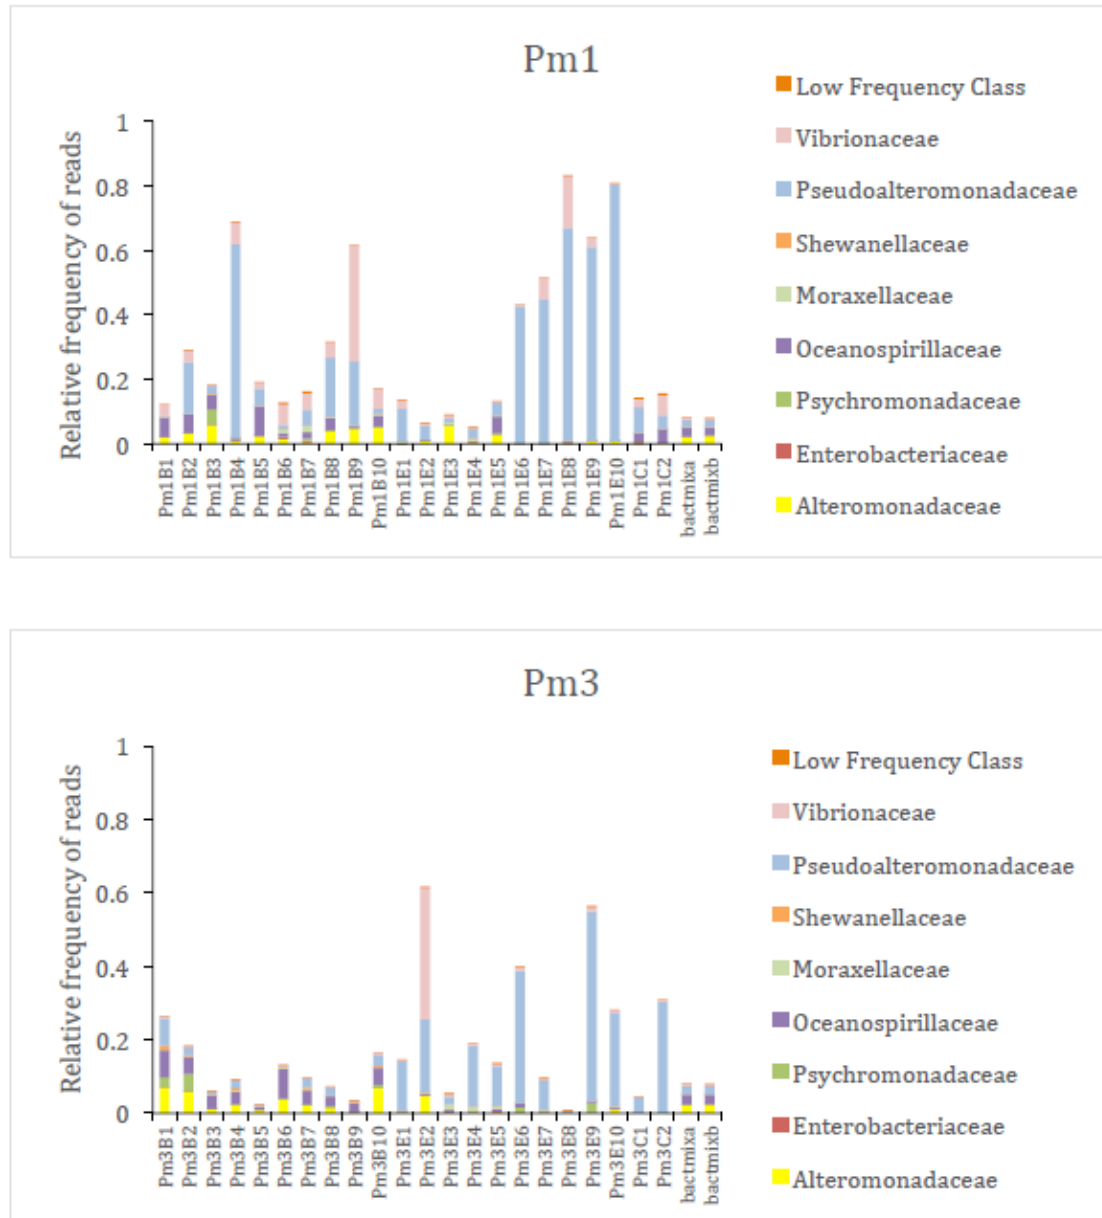 Pm1
Low Frequency Class
Vibrionaceae
Pseudoalteromonadaceae
Shewanellaceae
Moraxellaceae
Oceanospirillaceae
Psychromonadaceae
Enterobacteriaceae
Alteromonadaceae
Relative frequency of reads
1
0.8
0.6
0.4
0.2
0
Pm1B1
Pm1B2
Pm1B3
Pm1B4
Pm1B5
Pm1B6
Pm1B7
Pm1B8
Pm1B9
Pm1B10
Pm1E1
Pm1E2
Pm1E3
Pm1E4
Pm1E5
Pm1E6
Pm1E7
Pm1E8
Pm1E9
Pm1E10
Pm1C1
Pm1C2
bactmixa
bactmixb
Pm3
Low Frequency Class
Vibrionaceae
Pseudoalteromonadaceae
Shewanellaceae
Moraxellaceae
Oceanospirillaceae
Psychromonadaceae
Enterobacteriaceae
Alteromonadaceae
Relative frequency of reads
1
0.8
0.6
0.4
0.2
0
Pm3B1
Pm3B2
Pm3B3
Pm3B4
Pm3B5
Pm3B6
Pm3B7
Pm3B8
Pm3B9
Pm3B10
Pm3E1
Pm3E2
Pm3E3
Pm3E4
Pm3E5
Pm3E6
Pm3E7
Pm3E8
Pm3E9
Pm3E10
Pm3C1
Pm3C2
bactmixa
bactmixb